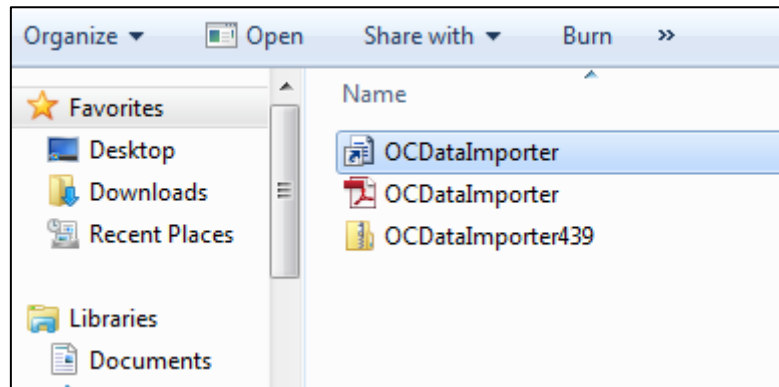 Organize Open Share with Burn »
Favorites
Desktop
Downloads
Recent Places
Libraries
Documents
Name
OCDataImporter
OCDataImporter
OCDataImporter439